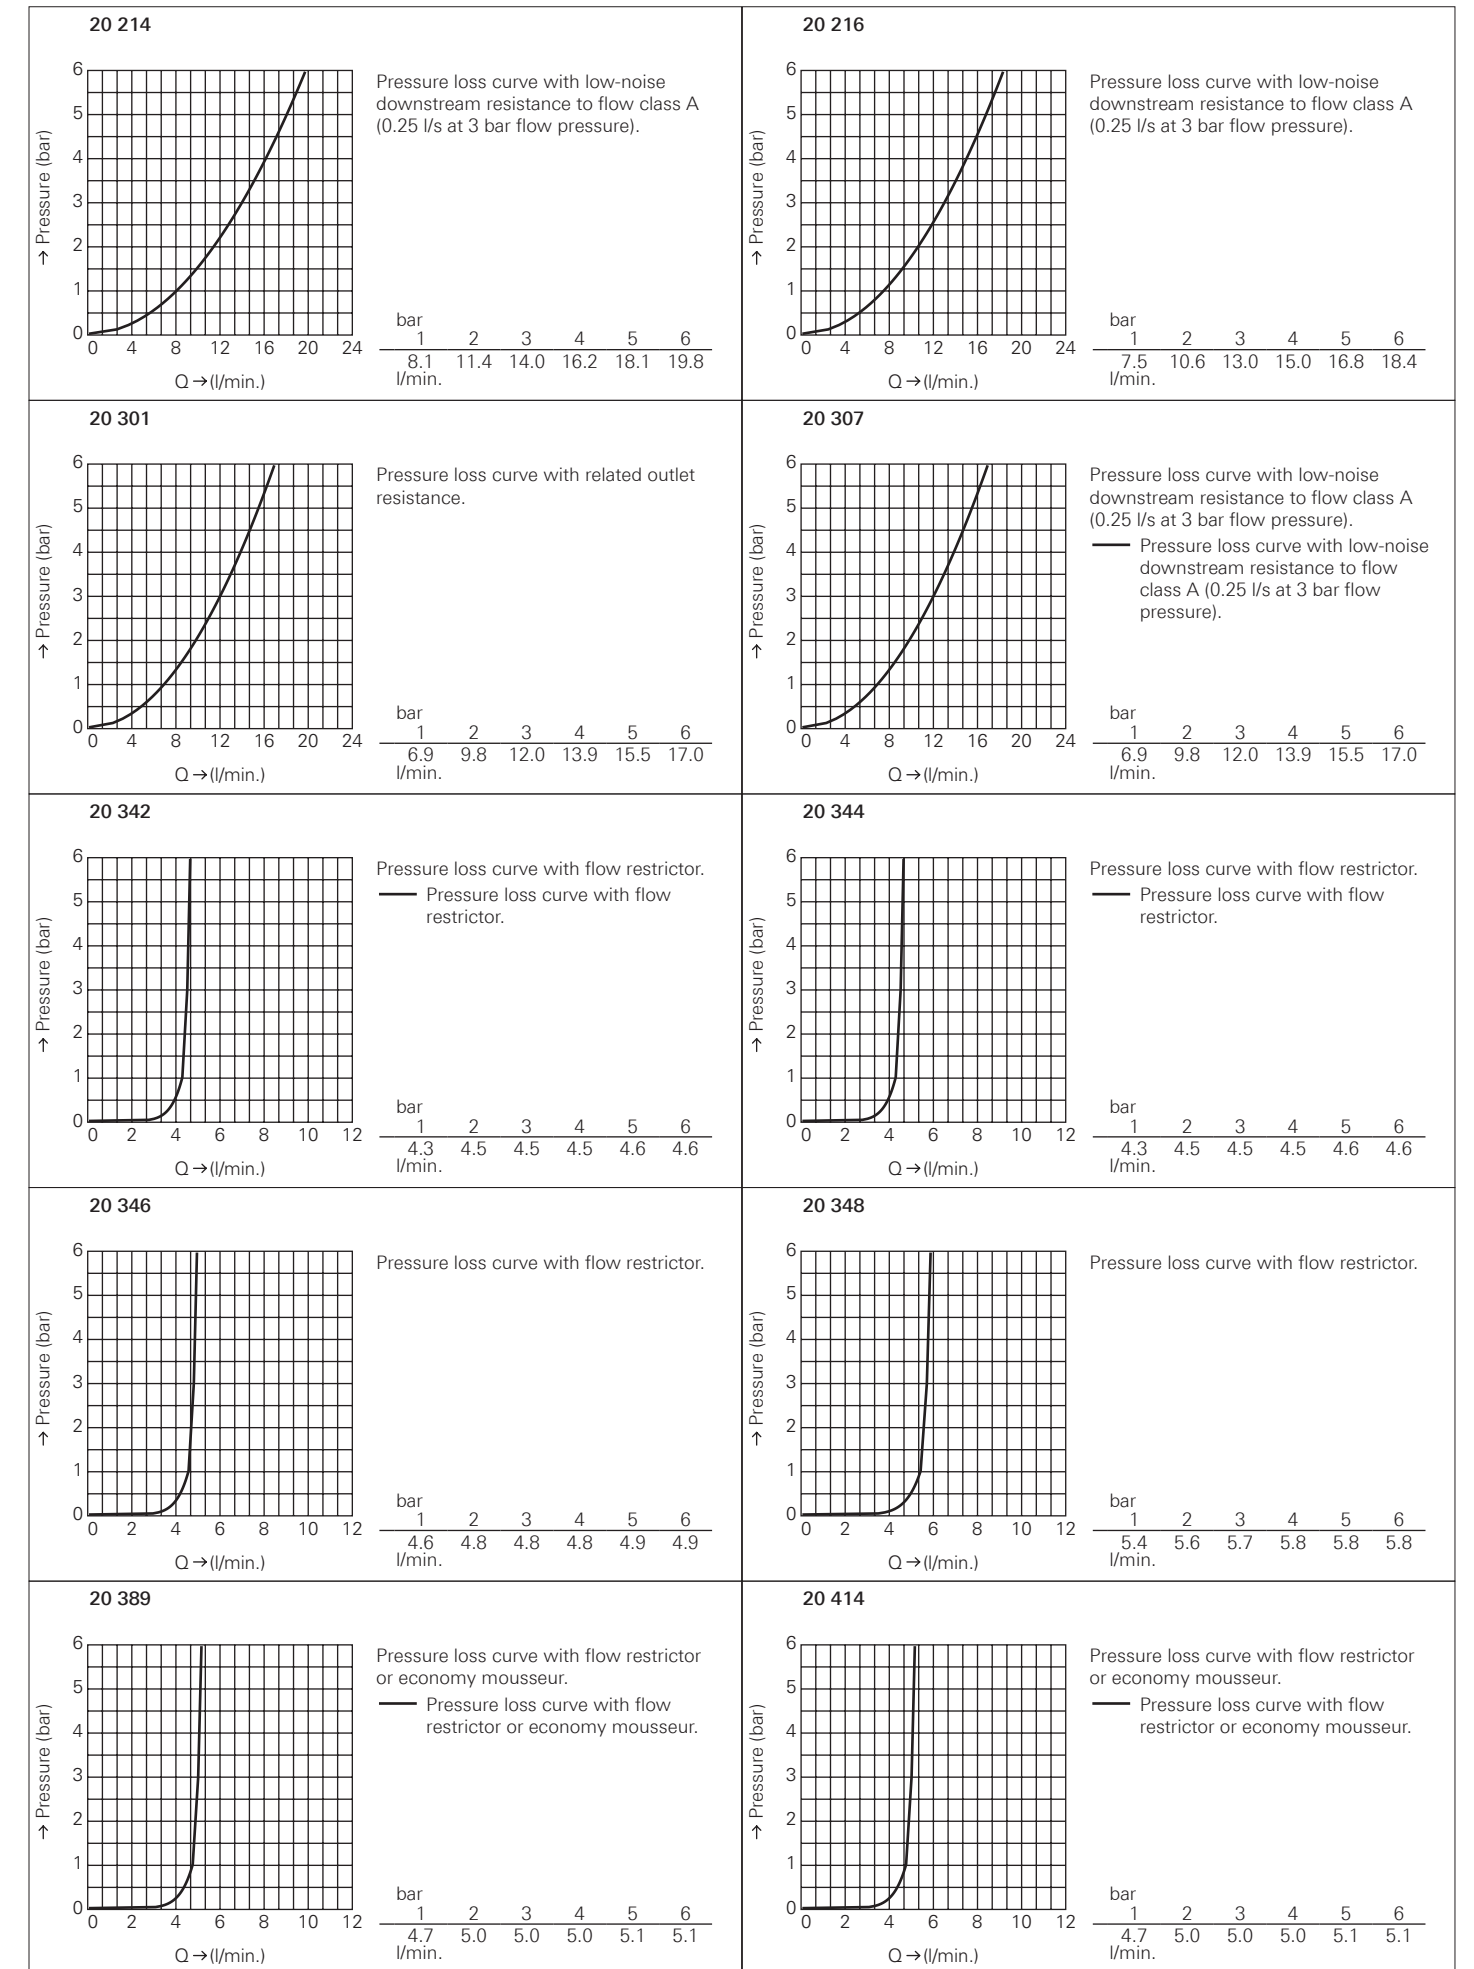 20 214
6
5
4
3
2
1
0
→ Pressure (bar)
0 4 8 12 16 20 24
Q → (l/min.)
Pressure loss curve with low-noise
downstream resistance to flow class A
(0.25 l/s at 3 bar flow pressure).
bar
1 2 3 4 5 6
8.1 11.4 14.0 16.2 18.1 19.8
l/min.
20 216
6
5
4
3
2
1
0
→ Pressure (bar)
0 4 8 12 16 20 24
Q → (l/min.)
Pressure loss curve with low-noise
downstream resistance to flow class A
(0.25 l/s at 3 bar flow pressure).
bar
1 2 3 4 5 6
7.5 10.6 13.0 15.0 16.8 18.4
l/min.
20 301
6
5
4
3
2
1
0
→ Pressure (bar)
0 4 8 12 16 20 24
Q → (l/min.)
Pressure loss curve with related outlet
resistance.
bar
1 2 3 4 5 6
6.9 9.8 12.0 13.9 15.5 17.0
l/min.
20 307
6
5
4
3
2
1
0
→ Pressure (bar)
0 4 8 12 16 20 24
Q → (l/min.)
Pressure loss curve with low-noise
downstream resistance to flow class A
(0.25 l/s at 3 bar flow pressure).
Pressure loss curve with low-noise
downstream resistance to flow
class A (0.25 l/s at 3 bar flow
pressure).
bar
1 2 3 4 5 6
6.9 9.8 12.0 13.9 15.5 17.0
l/min.
20 342
6
5
4
3
2
1
0
→ Pressure (bar)
0 2 4 6 8 10 12
Q → (l/min.)
Pressure loss curve with flow restrictor.
Pressure loss curve with flow
restrictor.
bar
1 2 3 4 5 6
4.3 4.5 4.5 4.5 4.6 4.6
l/min.
20 344
6
5
4
3
2
1
0
→ Pressure (bar)
0 2 4 6 8 10 12
Q → (l/min.)
Pressure loss curve with flow restrictor.
Pressure loss curve with flow
restrictor.
bar
1 2 3 4 5 6
4.3 4.5 4.5 4.5 4.6 4.6
l/min.
20 346
6
5
4
3
2
1
0
→ Pressure (bar)
0 2 4 6 8 10 12
Q → (l/min.)
Pressure loss curve with flow restrictor.
bar
1 2 3 4 5 6
4.6 4.8 4.8 4.8 4.9 4.9
l/min.
20 348
6
5
4
3
2
1
0
→ Pressure (bar)
0 2 4 6 8 10 12
Q → (l/min.)
Pressure loss curve with flow restrictor.
bar
1 2 3 4 5 6
5.4 5.6 5.7 5.8 5.8 5.8
l/min.
20 389
6
5
4
3
2
1
0
→ Pressure (bar)
0 2 4 6 8 10 12
Q → (l/min.)
Pressure loss curve with flow restrictor
or economy mousseur.
Pressure loss curve with flow
restrictor or economy mousseur.
bar
1 2 3 4 5 6
4.7 5.0 5.0 5.0 5.1 5.1
l/min.
20 414
6
5
4
3
2
1
0
→ Pressure (bar)
0 2 4 6 8 10 12
Q → (l/min.)
Pressure loss curve with flow restrictor
or economy mousseur.
Pressure loss curve with flow
restrictor or economy mousseur.
bar
1 2 3 4 5 6
4.7 5.0 5.0 5.0 5.1 5.1
l/min.